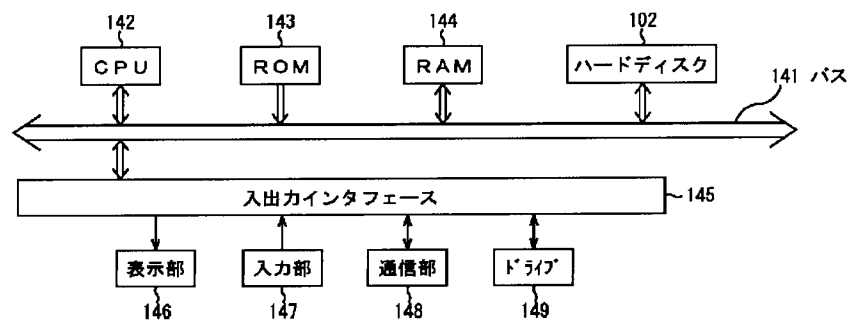 142 143 144 102
CPU ROM RAM ハードディスク
141 バス
入出力インタフェース 145
表示部 入力部 通信部 ドライブ
146 147 148 149